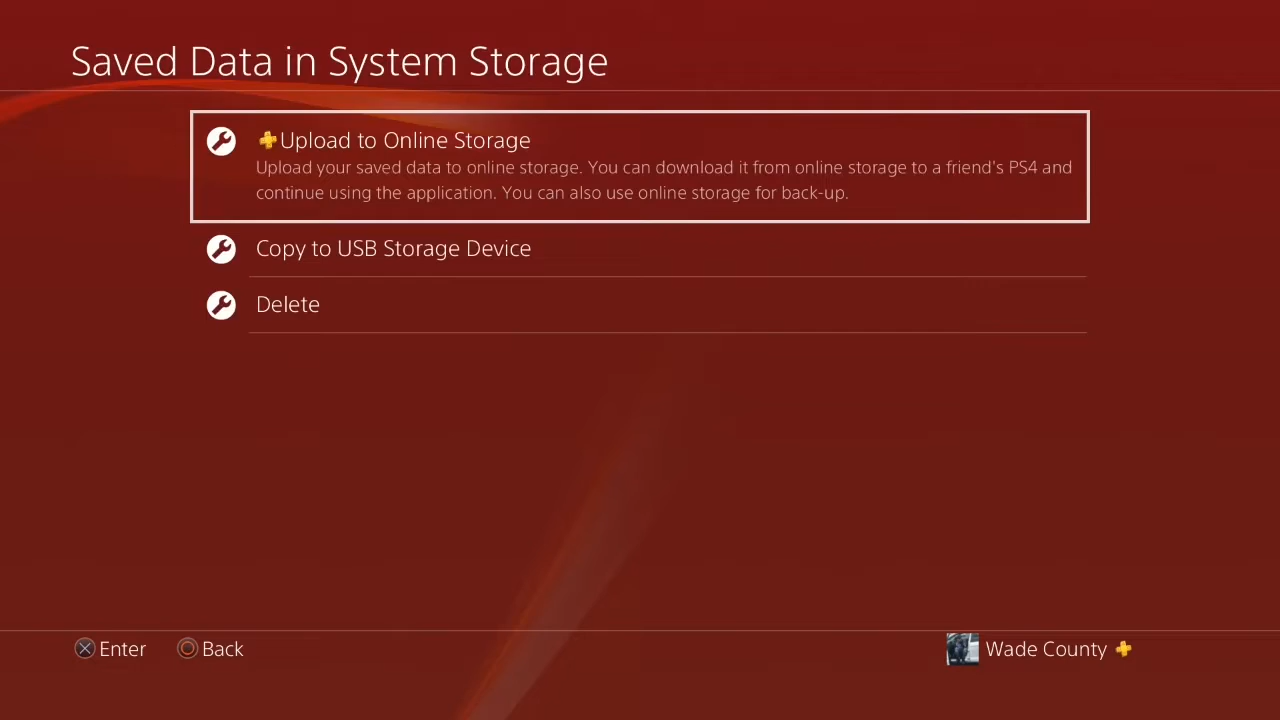 Saved Data in System Storage
Upload to Online Storage
Upload your saved data to online storage. You can download it from online storage to a friend's PS4 and
continue using the application. You can also use online storage for back-up.
Copy to USB Storage Device
Delete
Enter Back Wade County